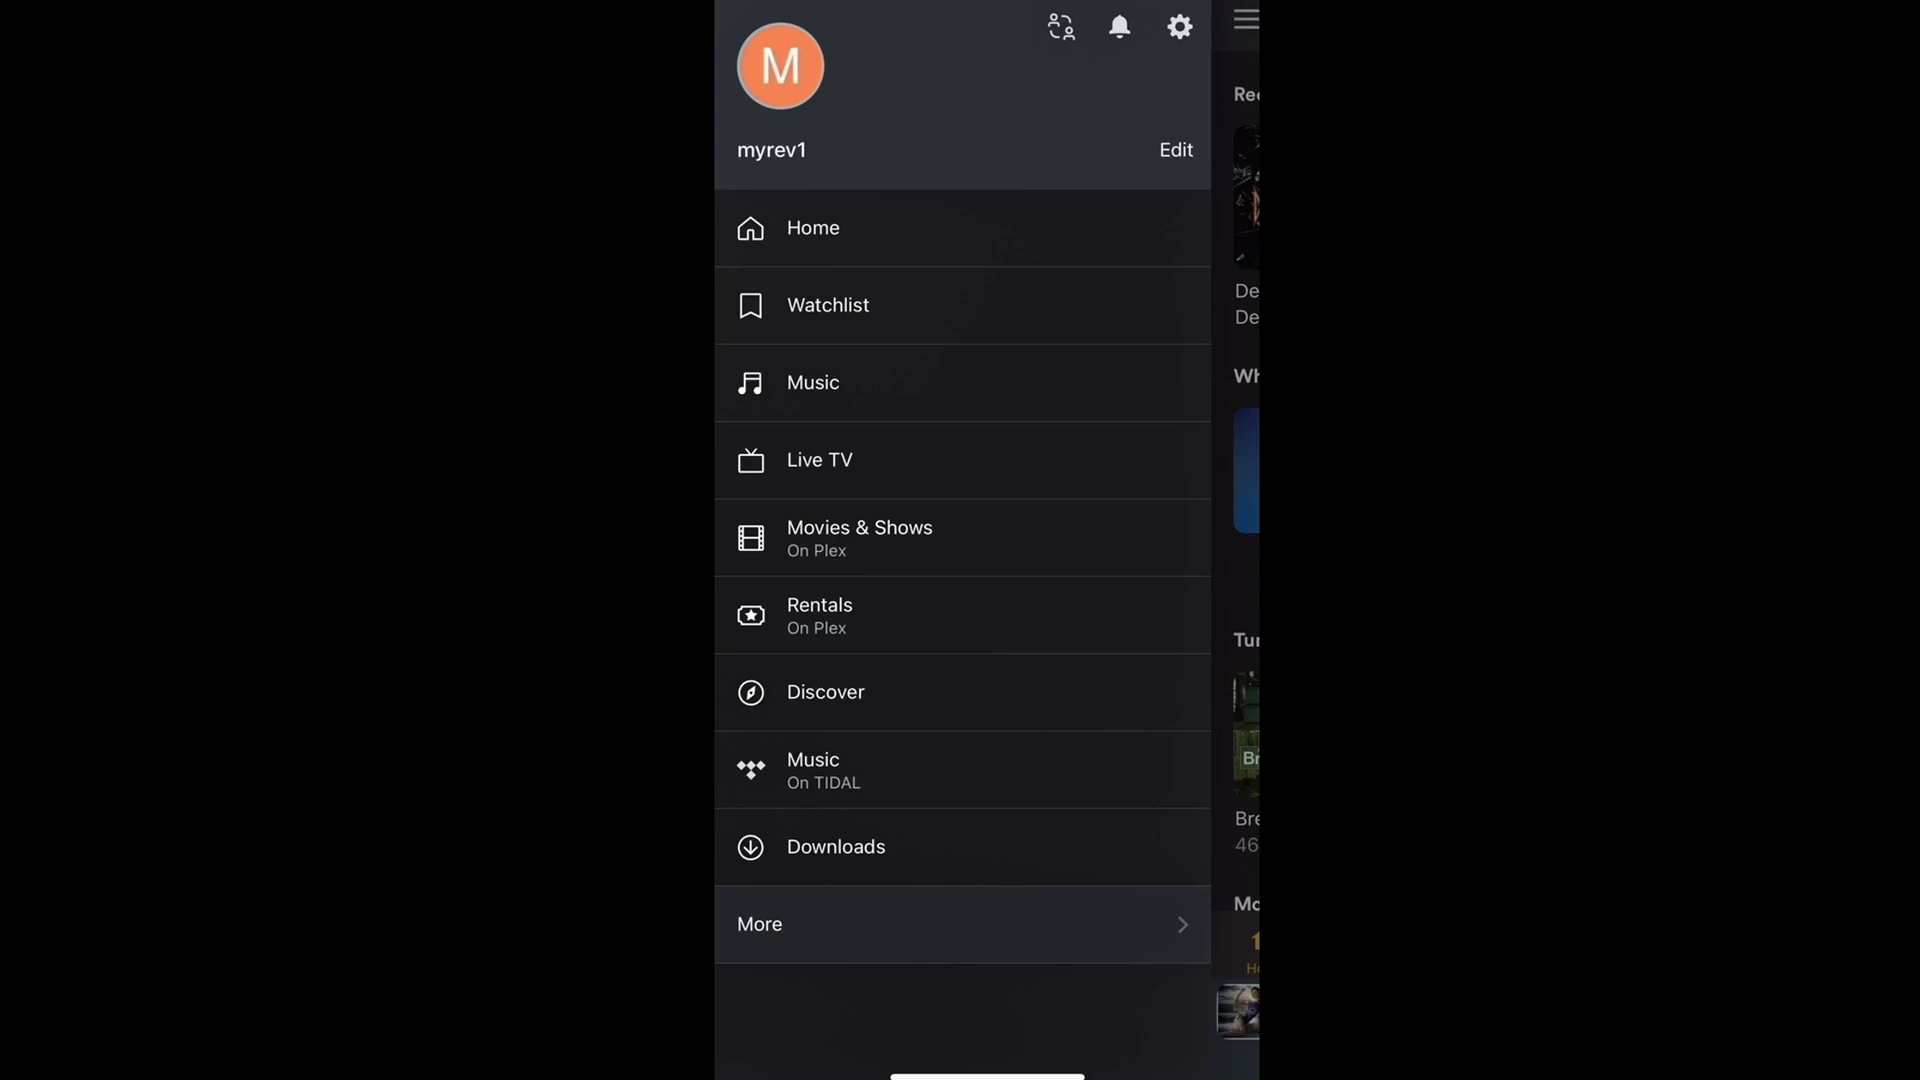 M
myrev1
Edit
Home
Watchlist
Music
Live TV
Movies & Shows
On Plex
Rentals
On Plex
Discover
Music
On TIDAL
Downloads
More